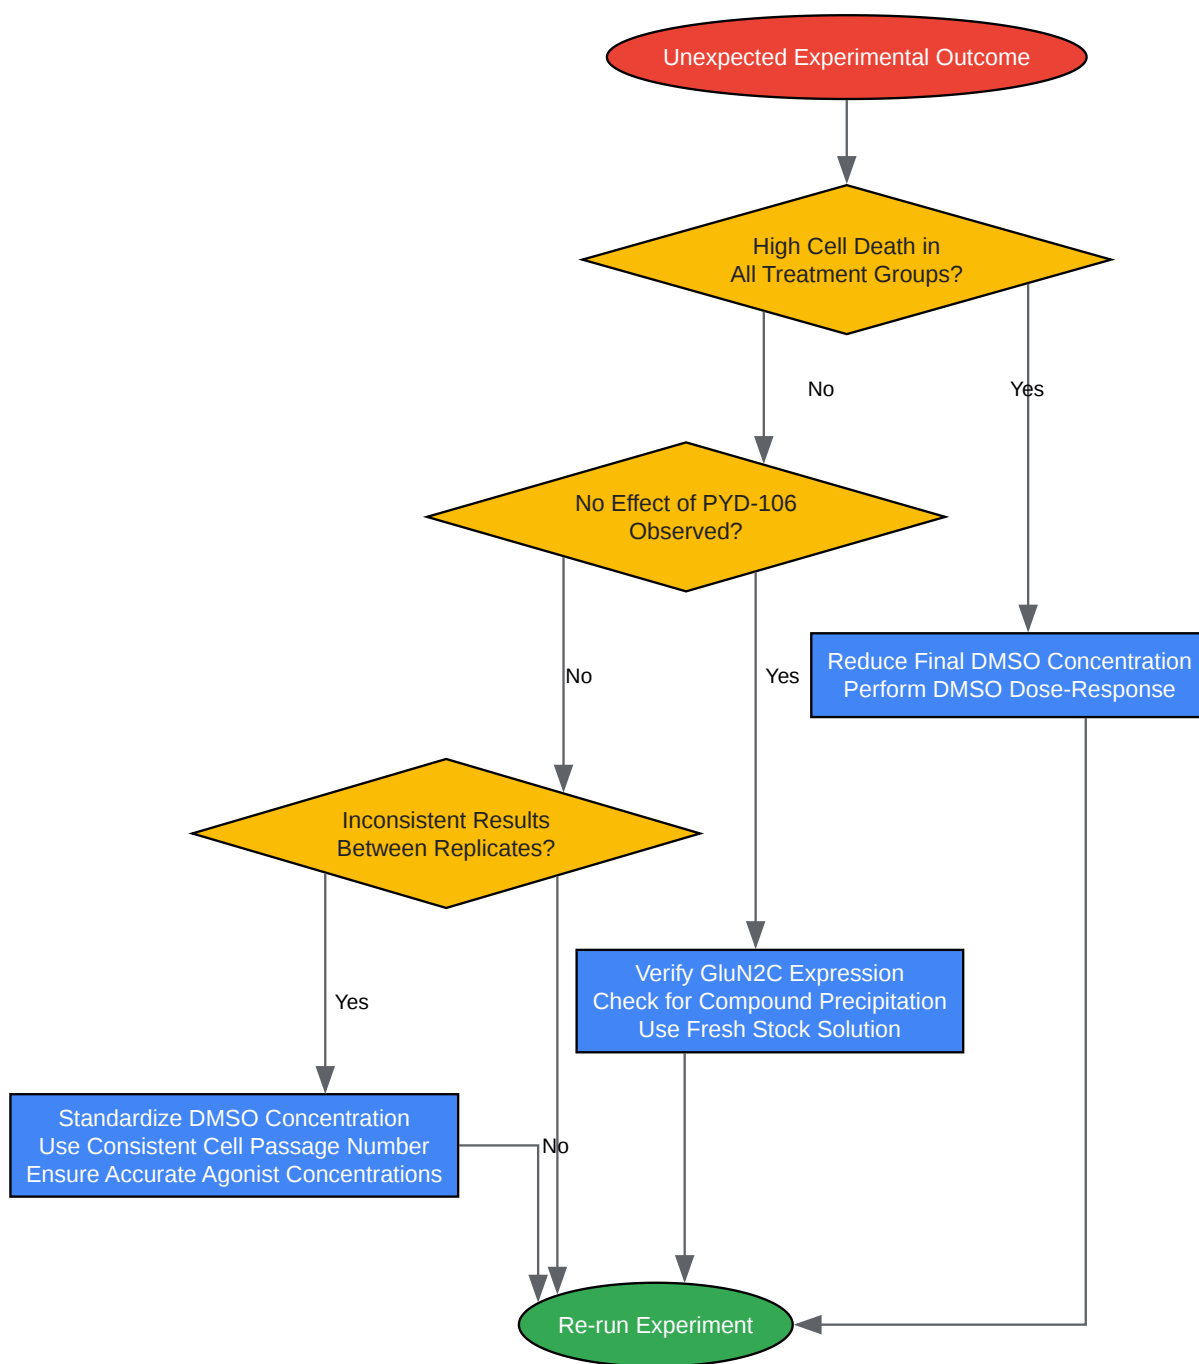 Unexpected Experimental Outcome
High Cell Death in
All Treatment Groups?
No
Yes
No Effect of PYD-106
Observed?
No
Yes
Reduce Final DMSO Concentration
Perform DMSO Dose-Response
Inconsistent Results
Between Replicates?
Yes
No
Verify GluN2C Expression
Check for Compound Precipitation
Use Fresh Stock Solution
Standardize DMSO Concentration
Use Consistent Cell Passage Number
Ensure Accurate Agonist Concentrations
Re-run Experiment